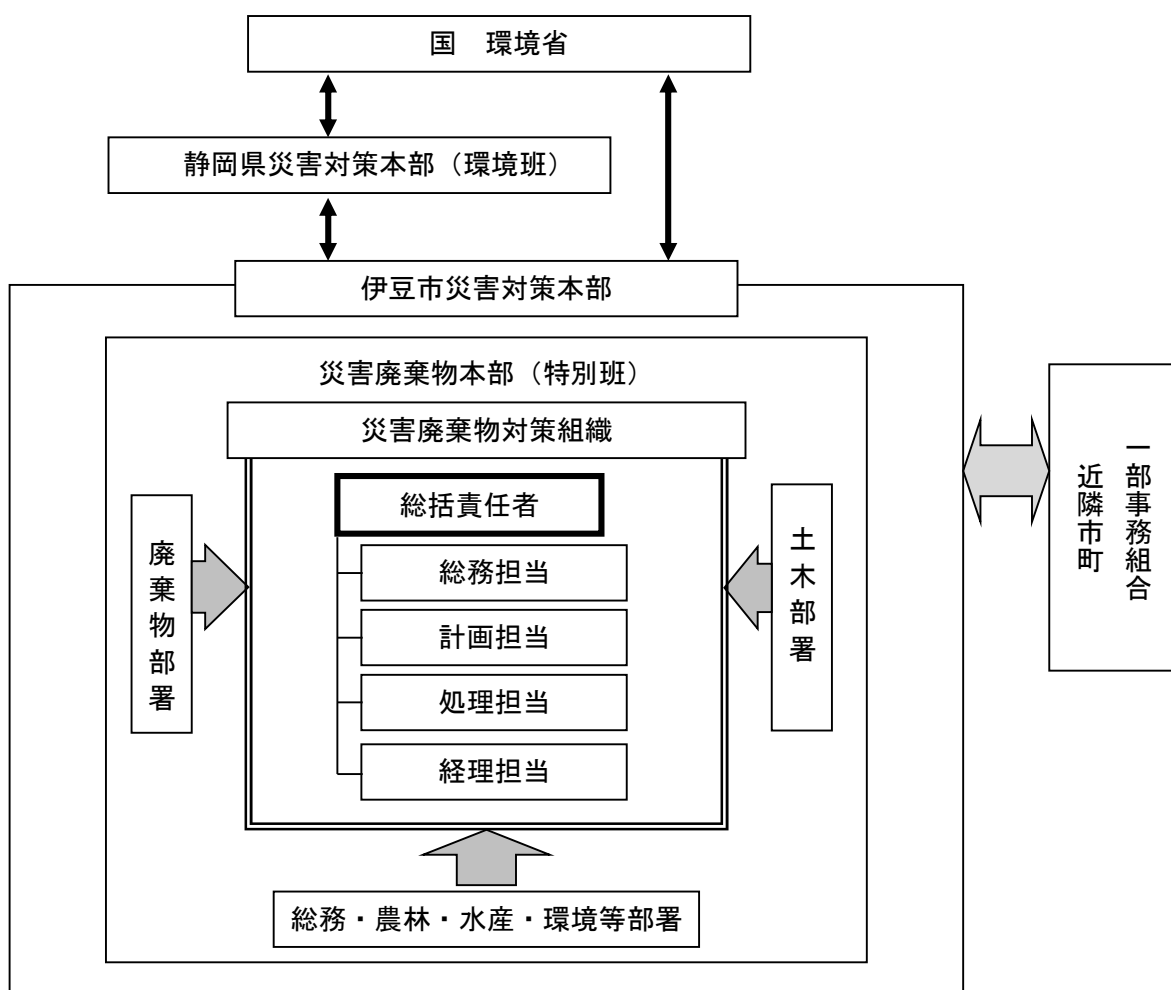 国　環境省
静岡県災害対策本部（環境班）
伊豆市災害対策本部
災害廃棄物本部（特別班）
災害廃棄物対策組織
総括責任者
総務担当
計画担当
処理担当
経理担当
廃棄物部署
土木部署
総務・農林・水産・環境等部署
一部事務組合
近隣市町